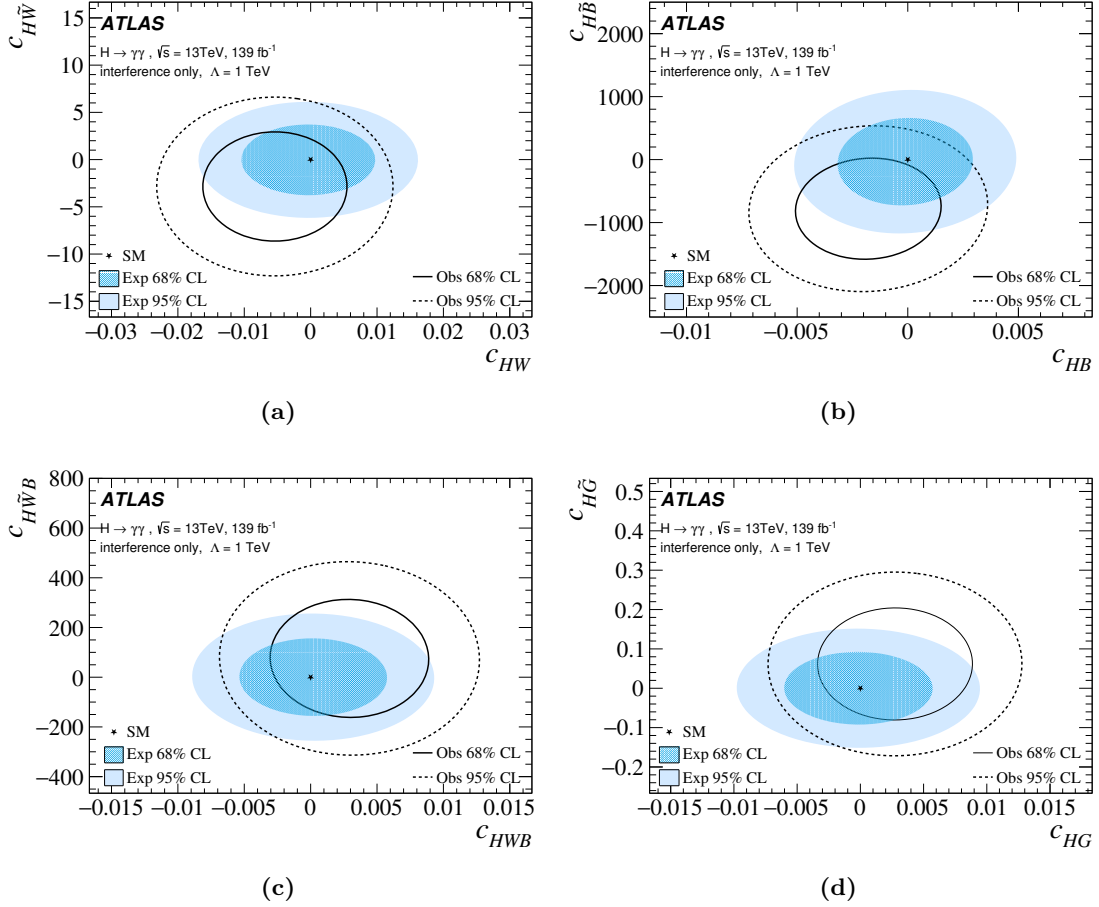 c_{H\tilde{W}}
15
10
5
0
−5
−10
−15
ATLAS
H → γγ , √s = 13TeV, 139 fb⁻¹
interference only, Λ = 1 TeV
SM
Exp 68% CL
Exp 95% CL
Obs 68% CL
Obs 95% CL
−0.03 −0.02 −0.01 0 0.01 0.02 0.03
c_{HW}
(a)
c_{H\tilde{B}}
2000
1000
0
−1000
−2000
ATLAS
H → γγ , √s = 13TeV, 139 fb⁻¹
interference only, Λ = 1 TeV
SM
Exp 68% CL
Exp 95% CL
Obs 68% CL
Obs 95% CL
−0.01 −0.005 0 0.005
c_{HB}
(b)
c_{H\tilde{W}B}
800
600
400
200
0
−200
−400
ATLAS
H → γγ , √s = 13TeV, 139 fb⁻¹
interference only, Λ = 1 TeV
SM
Exp 68% CL
Exp 95% CL
Obs 68% CL
Obs 95% CL
−0.015 −0.01 −0.005 0 0.005 0.01 0.015
c_{HWB}
(c)
c_{H\tilde{G}}
0.5
0.4
0.3
0.2
0.1
0
−0.1
−0.2
ATLAS
H → γγ , √s = 13TeV, 139 fb⁻¹
interference only, Λ = 1 TeV
SM
Exp 68% CL
Exp 95% CL
Obs 68% CL
Obs 95% CL
−0.015 −0.01 −0.005 0 0.005 0.01 0.015
c_{HG}
(d)